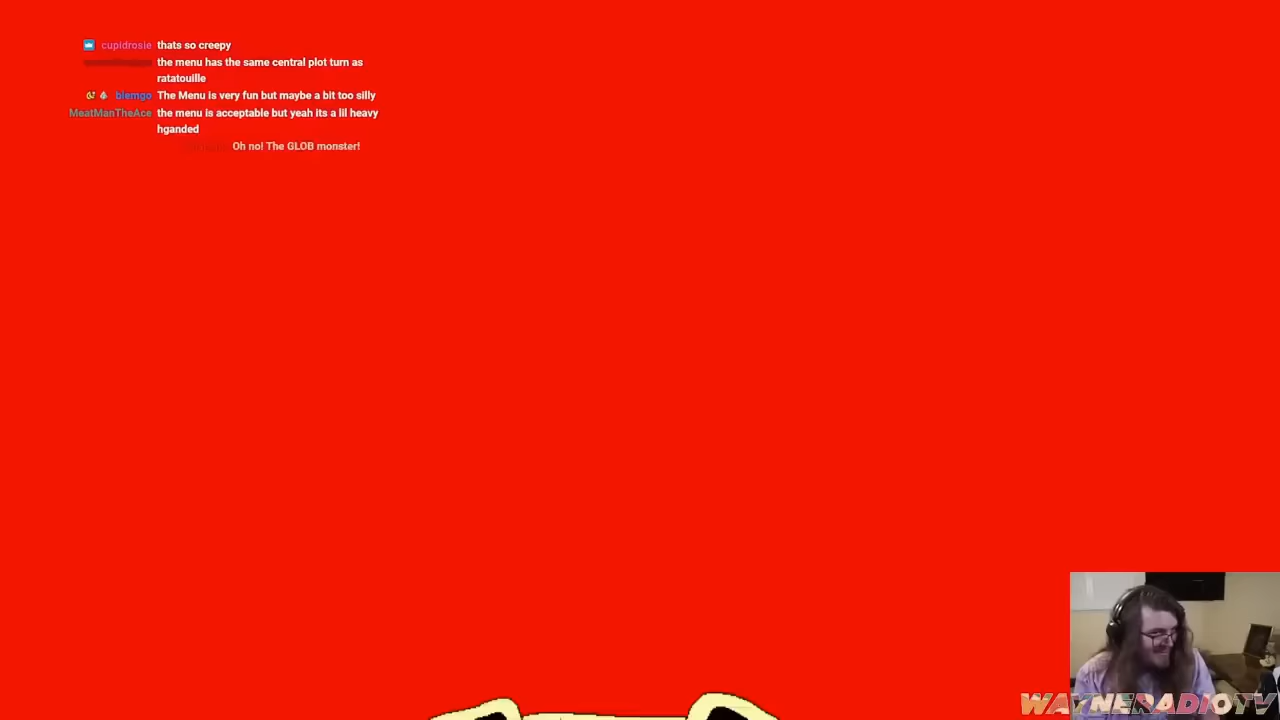 cupidrosie thats so creepy
the menu has the same central plot turn as
ratatouille
blemgo The Menu is very fun but maybe a bit too silly
MeatManTheAce the menu is acceptable but yeah its a lil heavy
hganded
Oh no! The GLOB monster!
WAYNERADIOTV